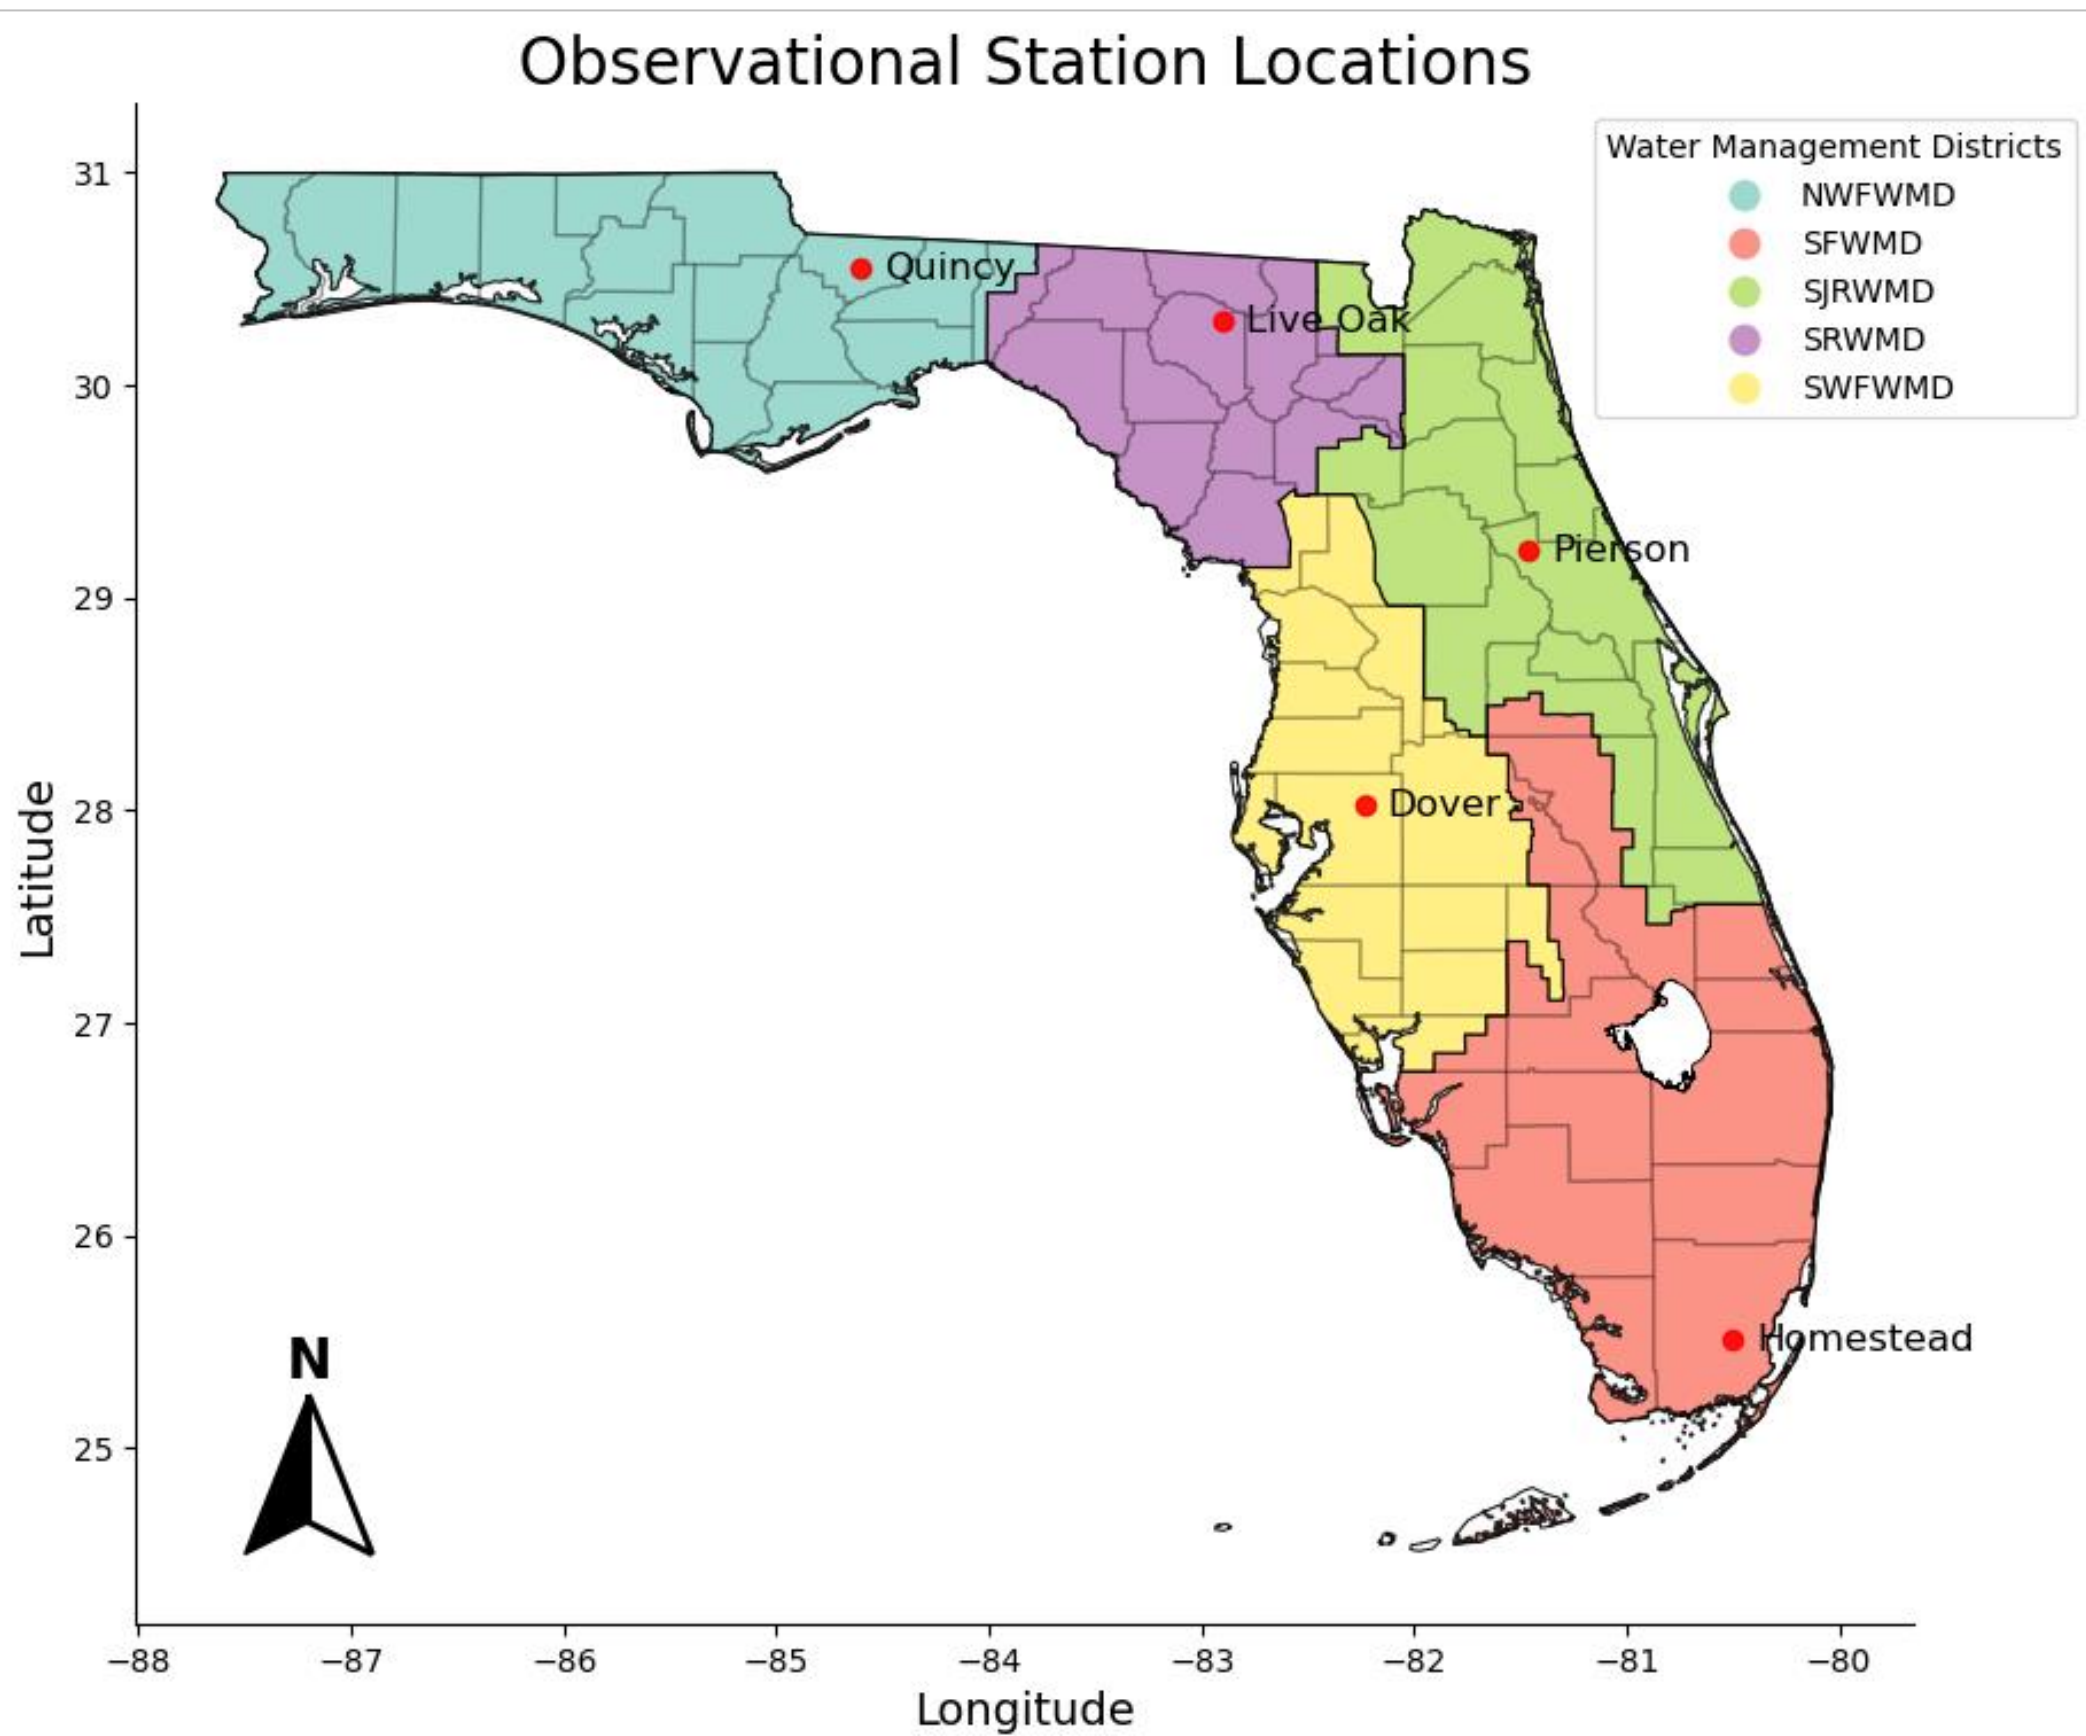 Observational Station Locations
Water Management Districts
NWFWMD
SFWMD
SJRWMD
SRWMD
SWFWMD
31
30
29
28
27
26
25
Latitude
Quincy
Live Oak
Pierson
Dover
Homestead
N
−88 −87 −86 −85 −84 −83 −82 −81 −80
Longitude